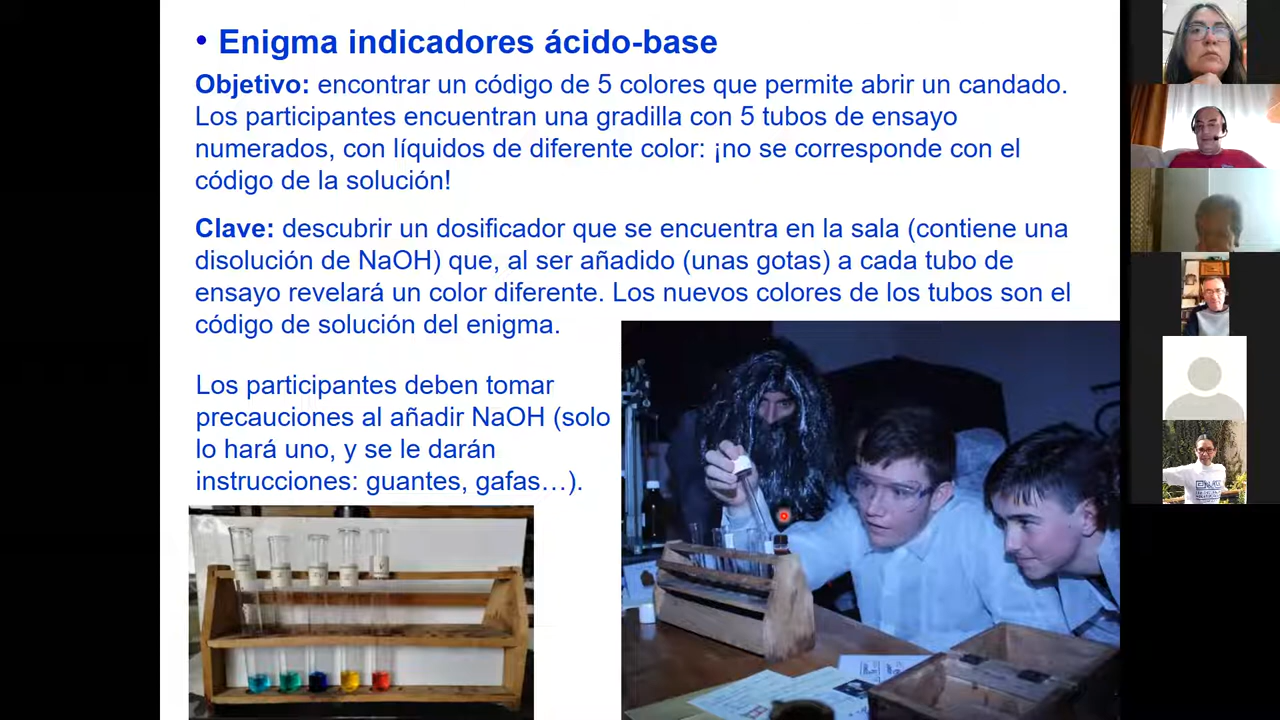 • Enigma indicadores ácido-base
Objetivo: encontrar un código de 5 colores que permite abrir un candado.
Los participantes encuentran una gradilla con 5 tubos de ensayo
numerados, con líquidos de diferente color: ¡no se corresponde con el
código de la solución!
Clave: descubrir un dosificador que se encuentra en la sala (contiene una
disolución de NaOH) que, al ser añadido (unas gotas) a cada tubo de
ensayo revelará un color diferente. Los nuevos colores de los tubos son el
código de solución del enigma.
Los participantes deben tomar
precauciones al añadir NaOH (solo
lo hará uno, y se le darán
instrucciones: guantes, gafas…).